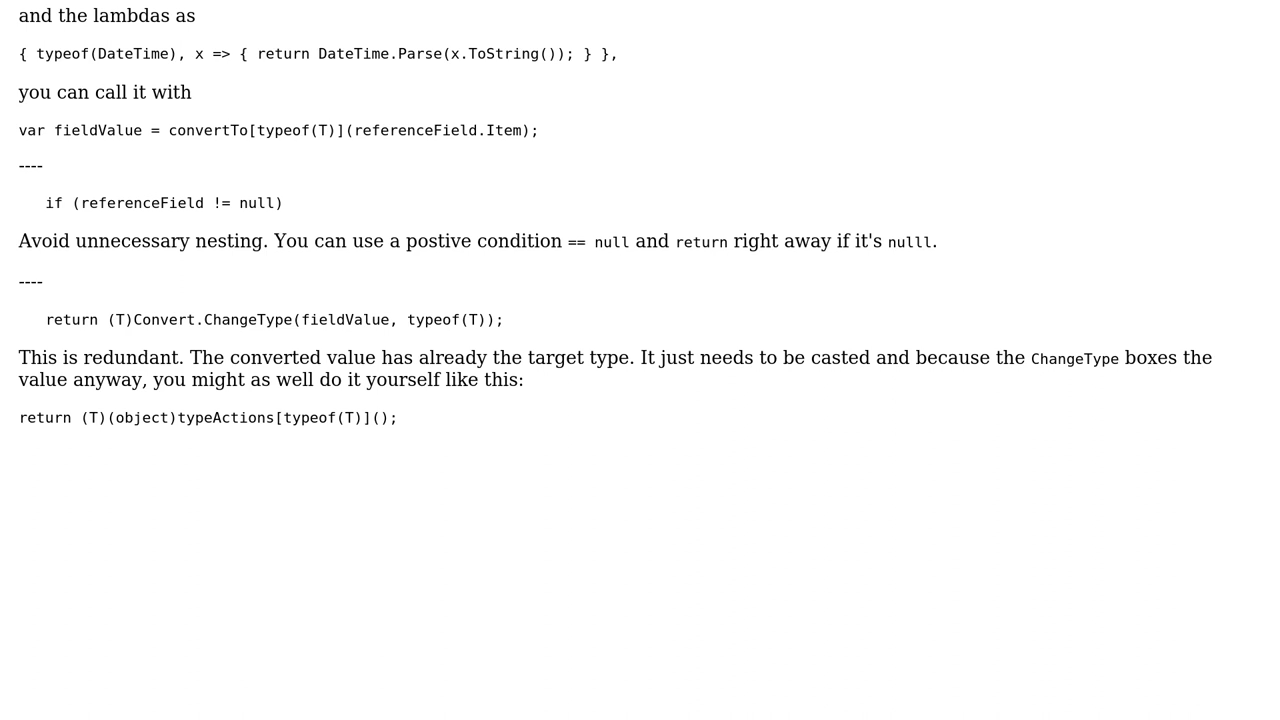 and the lambdas as
{ typeof(DateTime), x => { return DateTime.Parse(x.ToString()); } },
you can call it with
var fieldValue = convertTo[typeof(T)](referenceField.Item);
----
if (referenceField != null)
Avoid unnecessary nesting. You can use a postive condition == null and return right away if it's nulll.
----
return (T)Convert.ChangeType(fieldValue, typeof(T));
This is redundant. The converted value has already the target type. It just needs to be casted and because the ChangeType boxes the
value anyway, you might as well do it yourself like this:
return (T)(object)typeActions[typeof(T)]();